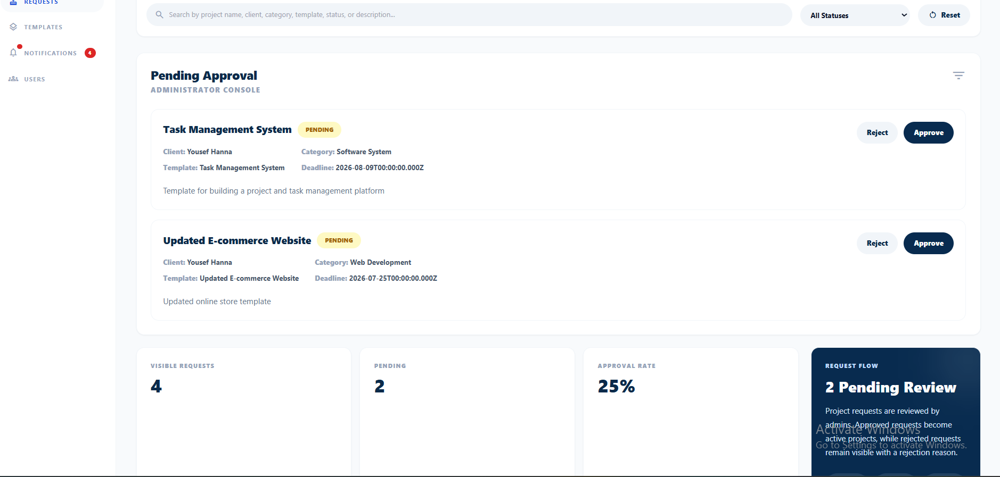 REQUESTS
Search by project name, client, category, template, status, or description...
All Statuses
Reset
TEMPLATES
NOTIFICATIONS 4
USERS
Pending Approval
ADMINISTRATOR CONSOLE
Task Management System PENDING
Reject Approve
Client: Yousef Hanna Category: Software System
Template: Task Management System Deadline: 2026-08-09T00:00:00.000Z
Template for building a project and task management platform
Updated E-commerce Website PENDING
Reject Approve
Client: Yousef Hanna Category: Web Development
Template: Updated E-commerce Website Deadline: 2026-07-25T00:00:00.000Z
Updated online store template
VISIBLE REQUESTS
4
PENDING
2
APPROVAL RATE
25%
REQUEST FLOW
2 Pending Review
Project requests are reviewed by
admins. Approved requests become
active projects, while rejected requests
remain visible with a rejection reason.
Activate Windows
Go to Settings to activate Windows.